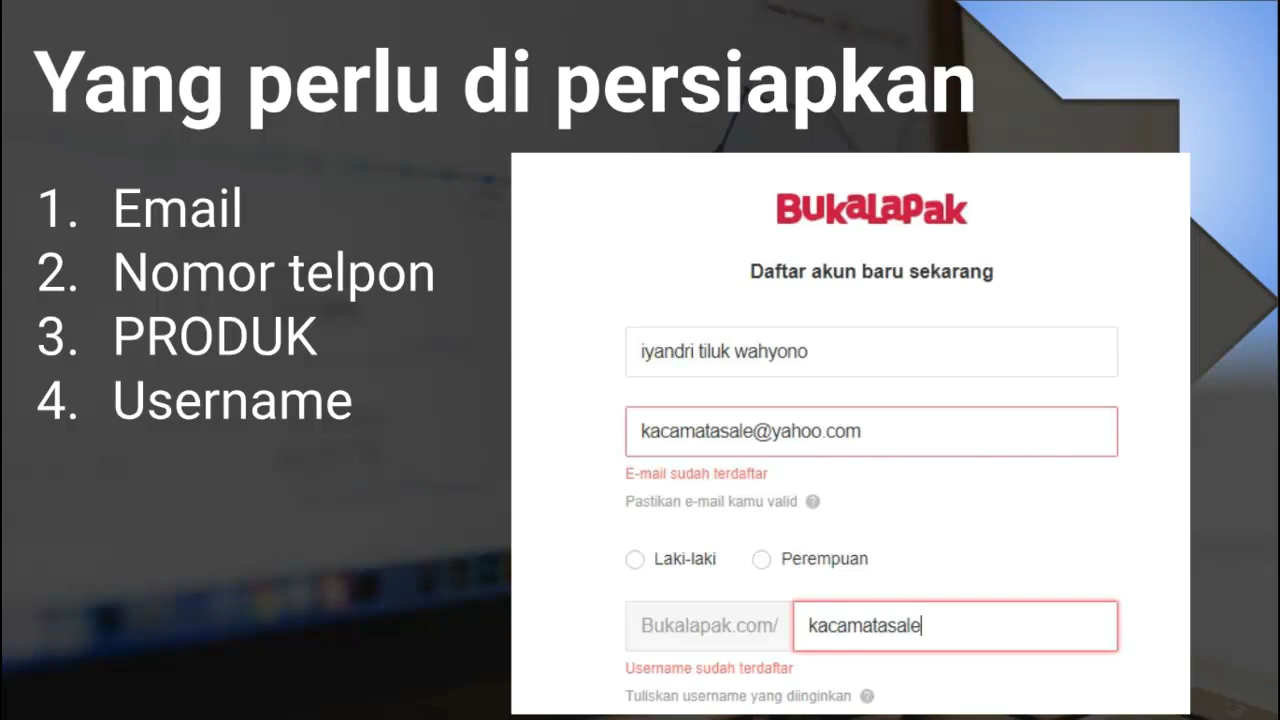 Yang perlu di persiapkan
1. Email
2. Nomor telpon
3. PRODUK
4. Username
BukaLapak
Daftar akun baru sekarang
iyandri tiluk wahyono
kacamatasale@yahoo.com
E-mail sudah terdaftar
Pastikan e-mail kamu valid ?
Laki-laki Perempuan
Bukalapak.com/ kacamatasale
Username sudah terdaftar
Tuliskan username yang diinginkan ?